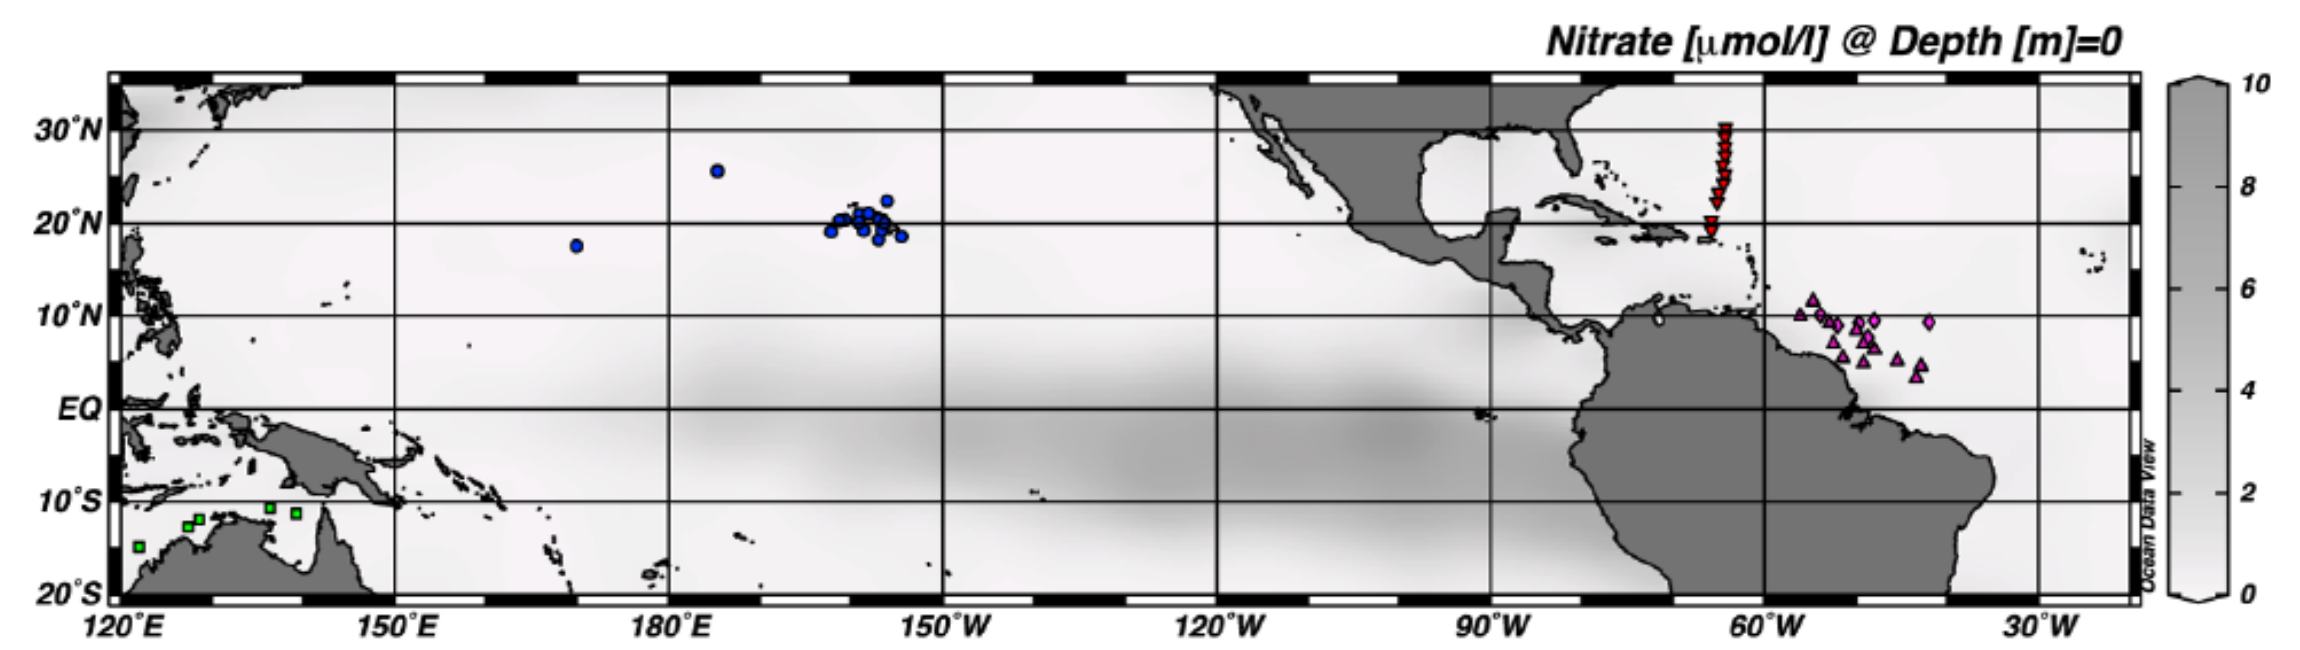 Nitrate [μmol/l] @ Depth [m]=0
30˚N
20˚N
10˚N
EQ
10˚S
20˚S
120˚E
150˚E
180˚E
150˚W
120˚W
90˚W
60˚W
30˚W
Ocean Data View
10
8
6
4
2
0